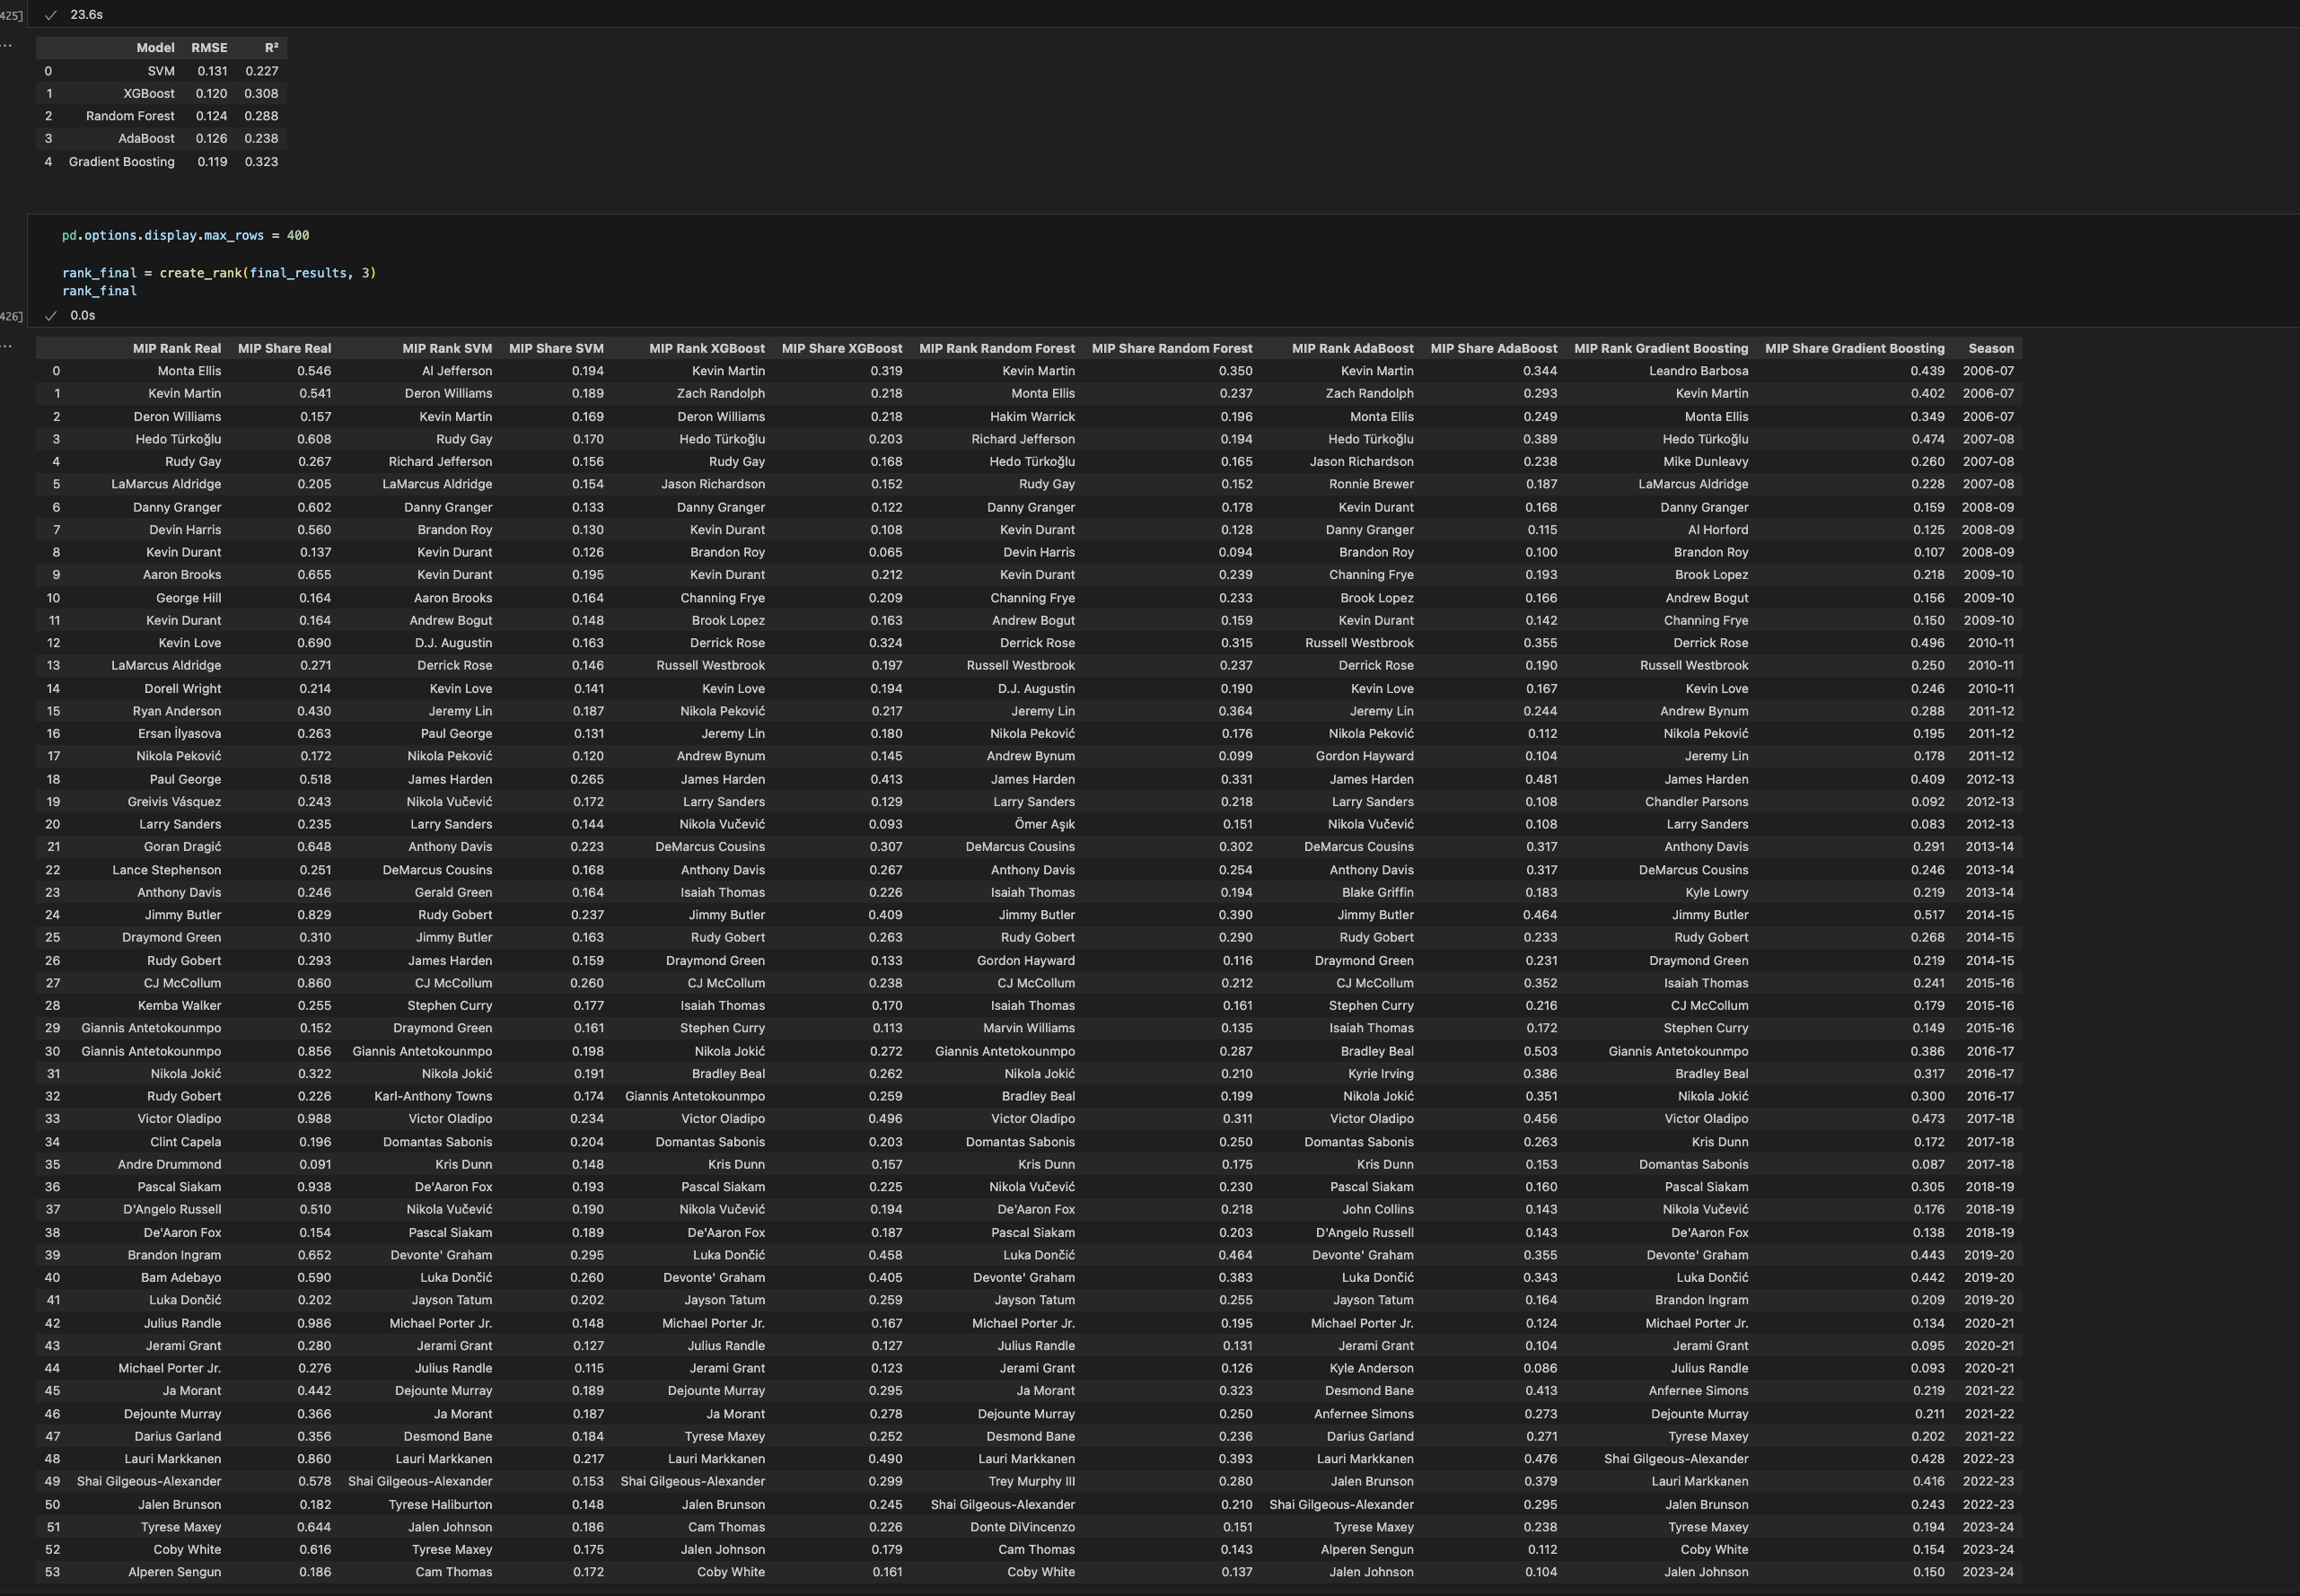 425]
23.6s
...
Model RMSE R²
0 SVM 0.131 0.227
1 XGBoost 0.120 0.308
2 Random Forest 0.124 0.288
3 AdaBoost 0.126 0.238
4 Gradient Boosting 0.119 0.323
pd.options.display.max_rows = 400
rank_final = create_rank(final_results, 3)
rank_final
426]
0.0s
...
MIP Rank Real MIP Share Real MIP Rank SVM MIP Share SVM MIP Rank XGBoost MIP Share XGBoost MIP Rank Random Forest MIP Share Random Forest MIP Rank AdaBoost MIP Share AdaBoost MIP Rank Gradient Boosting MIP Share Gradient Boosting Season
0 Monta Ellis 0.546 Al Jefferson 0.194 Kevin Martin 0.319 Kevin Martin 0.350 Kevin Martin 0.344 Leandro Barbosa 0.439 2006-07
1 Kevin Martin 0.541 Deron Williams 0.189 Zach Randolph 0.218 Monta Ellis 0.237 Zach Randolph 0.293 Kevin Martin 0.402 2006-07
2 Deron Williams 0.157 Kevin Martin 0.169 Deron Williams 0.218 Hakim Warrick 0.196 Monta Ellis 0.249 Monta Ellis 0.349 2006-07
3 Hedo Türkoğlu 0.608 Rudy Gay 0.170 Hedo Türkoğlu 0.203 Richard Jefferson 0.194 Hedo Türkoğlu 0.389 Hedo Türkoğlu 0.474 2007-08
4 Rudy Gay 0.267 Richard Jefferson 0.156 Rudy Gay 0.168 Hedo Türkoğlu 0.165 Jason Richardson 0.238 Mike Dunleavy 0.260 2007-08
5 LaMarcus Aldridge 0.205 LaMarcus Aldridge 0.154 Jason Richardson 0.152 Rudy Gay 0.152 Ronnie Brewer 0.187 LaMarcus Aldridge 0.228 2007-08
6 Danny Granger 0.602 Danny Granger 0.133 Danny Granger 0.122 Danny Granger 0.178 Kevin Durant 0.168 Danny Granger 0.159 2008-09
7 Devin Harris 0.560 Brandon Roy 0.130 Kevin Durant 0.108 Kevin Durant 0.128 Danny Granger 0.115 Al Horford 0.125 2008-09
8 Kevin Durant 0.137 Kevin Durant 0.126 Brandon Roy 0.065 Devin Harris 0.094 Brandon Roy 0.100 Brandon Roy 0.107 2008-09
9 Aaron Brooks 0.655 Kevin Durant 0.195 Kevin Durant 0.212 Kevin Durant 0.239 Channing Frye 0.193 Brook Lopez 0.218 2009-10
10 George Hill 0.164 Aaron Brooks 0.164 Channing Frye 0.209 Channing Frye 0.233 Brook Lopez 0.166 Andrew Bogut 0.156 2009-10
11 Kevin Durant 0.164 Andrew Bogut 0.148 Brook Lopez 0.163 Andrew Bogut 0.159 Kevin Durant 0.142 Channing Frye 0.150 2009-10
12 Kevin Love 0.690 D.J. Augustin 0.163 Derrick Rose 0.324 Derrick Rose 0.315 Russell Westbrook 0.355 Derrick Rose 0.496 2010-11
13 LaMarcus Aldridge 0.271 Derrick Rose 0.146 Russell Westbrook 0.197 Russell Westbrook 0.237 Derrick Rose 0.190 Russell Westbrook 0.250 2010-11
14 Dorell Wright 0.214 Kevin Love 0.141 Kevin Love 0.194 D.J. Augustin 0.190 Kevin Love 0.167 Kevin Love 0.246 2010-11
15 Ryan Anderson 0.430 Jeremy Lin 0.187 Nikola Peković 0.217 Jeremy Lin 0.364 Jeremy Lin 0.244 Andrew Bynum 0.288 2011-12
16 Ersan İlyasova 0.263 Paul George 0.131 Jeremy Lin 0.180 Nikola Peković 0.176 Nikola Peković 0.112 Nikola Peković 0.195 2011-12
17 Nikola Peković 0.172 Nikola Peković 0.120 Andrew Bynum 0.145 Andrew Bynum 0.099 Gordon Hayward 0.104 Jeremy Lin 0.178 2011-12
18 Paul George 0.518 James Harden 0.265 James Harden 0.413 James Harden 0.331 James Harden 0.481 James Harden 0.409 2012-13
19 Greivis Vásquez 0.243 Nikola Vučević 0.172 Larry Sanders 0.129 Larry Sanders 0.218 Larry Sanders 0.108 Chandler Parsons 0.092 2012-13
20 Larry Sanders 0.235 Larry Sanders 0.144 Nikola Vučević 0.093 Ömer Aşık 0.151 Nikola Vučević 0.108 Larry Sanders 0.083 2012-13
21 Goran Dragić 0.648 Anthony Davis 0.223 DeMarcus Cousins 0.307 DeMarcus Cousins 0.302 DeMarcus Cousins 0.317 Anthony Davis 0.291 2013-14
22 Lance Stephenson 0.251 DeMarcus Cousins 0.168 Anthony Davis 0.267 Anthony Davis 0.254 Anthony Davis 0.317 DeMarcus Cousins 0.246 2013-14
23 Anthony Davis 0.246 Gerald Green 0.164 Isaiah Thomas 0.226 Isaiah Thomas 0.194 Blake Griffin 0.183 Kyle Lowry 0.219 2013-14
24 Jimmy Butler 0.829 Rudy Gobert 0.237 Jimmy Butler 0.409 Jimmy Butler 0.390 Jimmy Butler 0.464 Jimmy Butler 0.517 2014-15
25 Draymond Green 0.310 Jimmy Butler 0.163 Rudy Gobert 0.263 Rudy Gobert 0.290 Rudy Gobert 0.233 Rudy Gobert 0.268 2014-15
26 Rudy Gobert 0.293 James Harden 0.159 Draymond Green 0.133 Gordon Hayward 0.116 Draymond Green 0.231 Draymond Green 0.219 2014-15
27 CJ McCollum 0.860 CJ McCollum 0.260 CJ McCollum 0.238 CJ McCollum 0.212 CJ McCollum 0.352 Isaiah Thomas 0.241 2015-16
28 Kemba Walker 0.255 Stephen Curry 0.177 Isaiah Thomas 0.170 Isaiah Thomas 0.161 Stephen Curry 0.216 CJ McCollum 0.179 2015-16
29 Giannis Antetokounmpo 0.152 Draymond Green 0.161 Stephen Curry 0.113 Marvin Williams 0.135 Isaiah Thomas 0.172 Stephen Curry 0.149 2015-16
30 Giannis Antetokounmpo 0.856 Giannis Antetokounmpo 0.198 Nikola Jokić 0.272 Giannis Antetokounmpo 0.287 Bradley Beal 0.503 Giannis Antetokounmpo 0.386 2016-17
31 Nikola Jokić 0.322 Nikola Jokić 0.191 Bradley Beal 0.262 Nikola Jokić 0.210 Kyrie Irving 0.386 Bradley Beal 0.317 2016-17
32 Rudy Gobert 0.226 Karl-Anthony Towns 0.174 Giannis Antetokounmpo 0.259 Bradley Beal 0.199 Nikola Jokić 0.351 Nikola Jokić 0.300 2016-17
33 Victor Oladipo 0.988 Victor Oladipo 0.234 Victor Oladipo 0.496 Victor Oladipo 0.311 Victor Oladipo 0.456 Victor Oladipo 0.473 2017-18
34 Clint Capela 0.196 Domantas Sabonis 0.204 Domantas Sabonis 0.203 Domantas Sabonis 0.250 Domantas Sabonis 0.263 Kris Dunn 0.172 2017-18
35 Andre Drummond 0.091 Kris Dunn 0.148 Kris Dunn 0.157 Kris Dunn 0.175 Kris Dunn 0.153 Domantas Sabonis 0.087 2017-18
36 Pascal Siakam 0.938 De'Aaron Fox 0.193 Pascal Siakam 0.225 Nikola Vučević 0.230 Pascal Siakam 0.160 Pascal Siakam 0.305 2018-19
37 D'Angelo Russell 0.510 Nikola Vučević 0.190 Nikola Vučević 0.194 De'Aaron Fox 0.218 John Collins 0.143 Nikola Vučević 0.176 2018-19
38 De'Aaron Fox 0.154 Pascal Siakam 0.189 De'Aaron Fox 0.187 Pascal Siakam 0.203 D'Angelo Russell 0.143 De'Aaron Fox 0.138 2018-19
39 Brandon Ingram 0.652 Devonte' Graham 0.295 Luka Dončić 0.458 Luka Dončić 0.464 Devonte' Graham 0.355 Devonte' Graham 0.443 2019-20
40 Bam Adebayo 0.590 Luka Dončić 0.260 Devonte' Graham 0.405 Devonte' Graham 0.383 Luka Dončić 0.343 Luka Dončić 0.442 2019-20
41 Luka Dončić 0.202 Jayson Tatum 0.202 Jayson Tatum 0.259 Jayson Tatum 0.255 Jayson Tatum 0.164 Brandon Ingram 0.209 2019-20
42 Julius Randle 0.986 Michael Porter Jr. 0.148 Michael Porter Jr. 0.167 Michael Porter Jr. 0.195 Michael Porter Jr. 0.124 Michael Porter Jr. 0.134 2020-21
43 Jerami Grant 0.280 Jerami Grant 0.127 Julius Randle 0.127 Julius Randle 0.131 Jerami Grant 0.104 Jerami Grant 0.095 2020-21
44 Michael Porter Jr. 0.276 Julius Randle 0.115 Jerami Grant 0.123 Jerami Grant 0.126 Kyle Anderson 0.086 Julius Randle 0.093 2020-21
45 Ja Morant 0.442 Dejounte Murray 0.189 Dejounte Murray 0.295 Ja Morant 0.323 Desmond Bane 0.413 Anfernee Simons 0.219 2021-22
46 Dejounte Murray 0.366 Ja Morant 0.187 Ja Morant 0.278 Dejounte Murray 0.250 Anfernee Simons 0.273 Dejounte Murray 0.211 2021-22
47 Darius Garland 0.356 Desmond Bane 0.184 Tyrese Maxey 0.252 Desmond Bane 0.236 Darius Garland 0.271 Tyrese Maxey 0.202 2021-22
48 Lauri Markkanen 0.860 Lauri Markkanen 0.217 Lauri Markkanen 0.490 Lauri Markkanen 0.393 Lauri Markkanen 0.476 Shai Gilgeous-Alexander 0.428 2022-23
49 Shai Gilgeous-Alexander 0.578 Shai Gilgeous-Alexander 0.153 Shai Gilgeous-Alexander 0.299 Trey Murphy III 0.280 Jalen Brunson 0.379 Lauri Markkanen 0.416 2022-23
50 Jalen Brunson 0.182 Tyrese Haliburton 0.148 Jalen Brunson 0.245 Shai Gilgeous-Alexander 0.210 Shai Gilgeous-Alexander 0.295 Jalen Brunson 0.243 2022-23
51 Tyrese Maxey 0.644 Jalen Johnson 0.186 Cam Thomas 0.226 Donte DiVincenzo 0.151 Tyrese Maxey 0.238 Tyrese Maxey 0.194 2023-24
52 Coby White 0.616 Tyrese Maxey 0.175 Jalen Johnson 0.179 Cam Thomas 0.143 Alperen Sengun 0.112 Coby White 0.154 2023-24
53 Alperen Sengun 0.186 Cam Thomas 0.172 Coby White 0.161 Coby White 0.137 Jalen Johnson 0.104 Jalen Johnson 0.150 2023-24